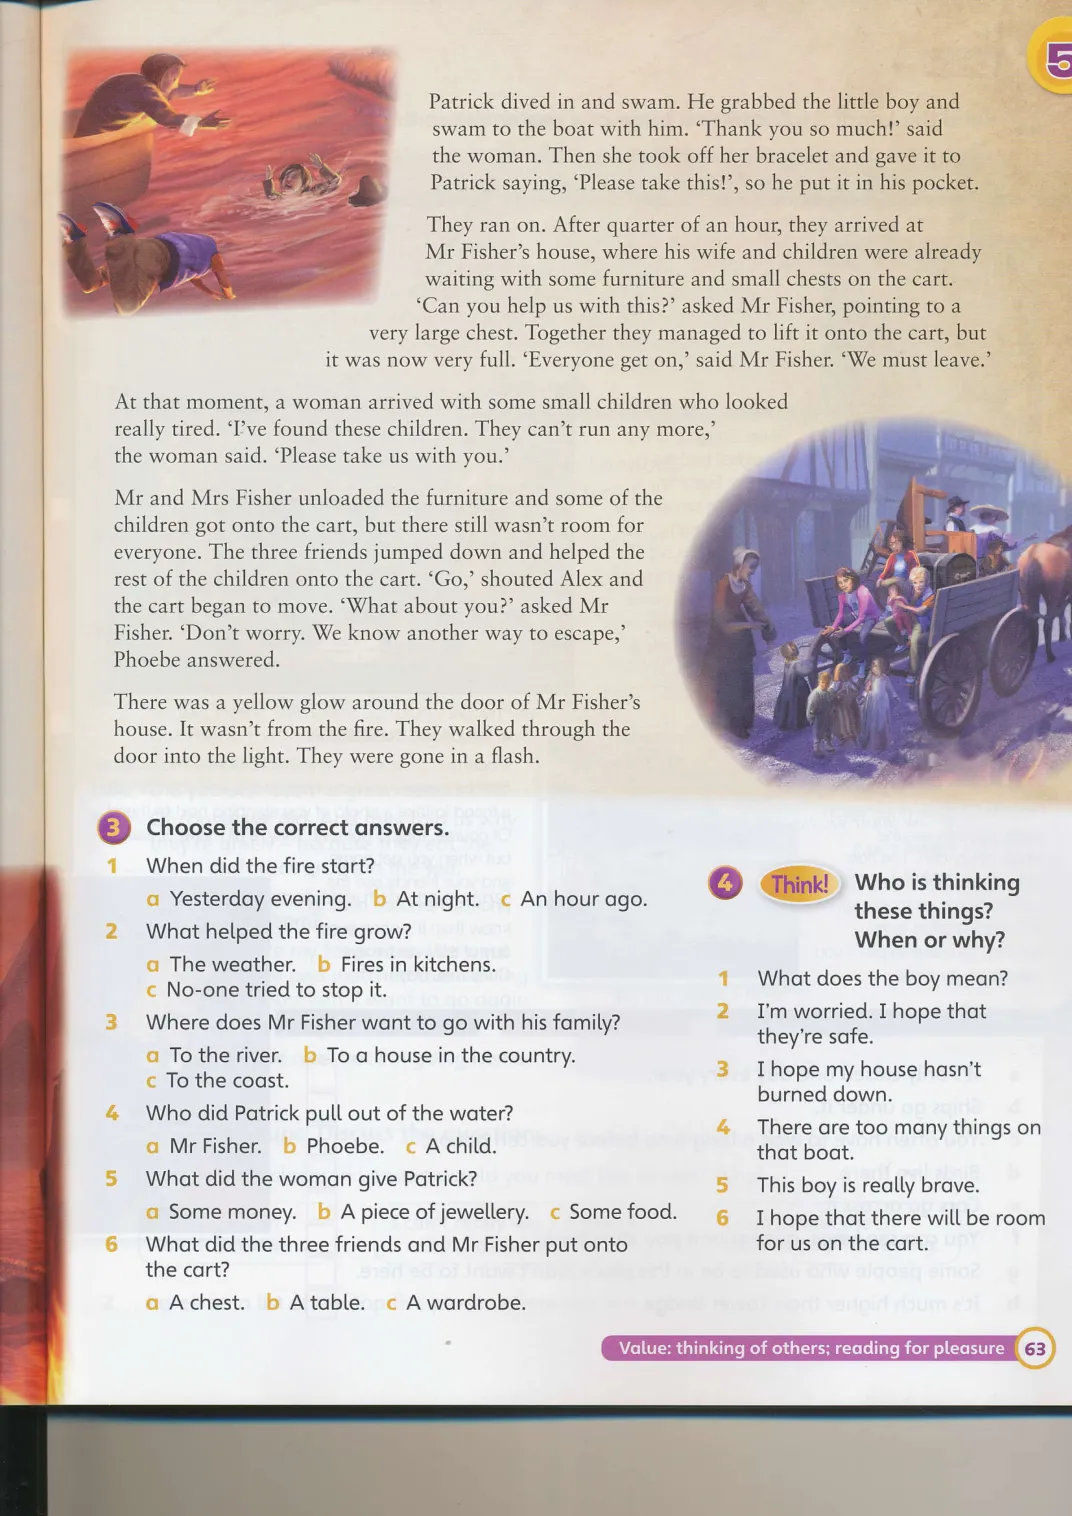 5
Patrick dived in and swam. He grabbed the little boy and
swam to the boat with him. ‘Thank you so much!’ said
the woman. Then she took off her bracelet and gave it to
Patrick saying, ‘Please take this!’, so he put it in his pocket.
They ran on. After quarter of an hour, they arrived at
Mr Fisher’s house, where his wife and children were already
waiting with some furniture and small chests on the cart.
‘Can you help us with this?’ asked Mr Fisher, pointing to a
very large chest. Together they managed to lift it onto the cart, but
it was now very full. ‘Everyone get on,’ said Mr Fisher. ‘We must leave.’
At that moment, a woman arrived with some small children who looked
really tired. ‘I’ve found these children. They can’t run any more,’
the woman said. ‘Please take us with you.’
Mr and Mrs Fisher unloaded the furniture and some of the
children got onto the cart, but there still wasn’t room for
everyone. The three friends jumped down and helped the
rest of the children onto the cart. ‘Go,’ shouted Alex and
the cart began to move. ‘What about you?’ asked Mr
Fisher. ‘Don’t worry. We know another way to escape,’
Phoebe answered.
There was a yellow glow around the door of Mr Fisher’s
house. It wasn’t from the fire. They walked through the
door into the light. They were gone in a flash.
3 Choose the correct answers.
1 When did the fire start?
a Yesterday evening. b At night. c An hour ago.
2 What helped the fire grow?
a The weather. b Fires in kitchens.
c No-one tried to stop it.
3 Where does Mr Fisher want to go with his family?
a To the river. b To a house in the country.
c To the coast.
4 Who did Patrick pull out of the water?
a Mr Fisher. b Phoebe. c A child.
5 What did the woman give Patrick?
a Some money. b A piece of jewellery. c Some food.
6 What did the three friends and Mr Fisher put onto
the cart?
a A chest. b A table. c A wardrobe.
4 Think! Who is thinking
these things?
When or why?
1 What does the boy mean?
2 I’m worried. I hope that
they’re safe.
3 I hope my house hasn’t
burned down.
4 There are too many things on
that boat.
5 This boy is really brave.
6 I hope that there will be room
for us on the cart.
Value: thinking of others; reading for pleasure 63